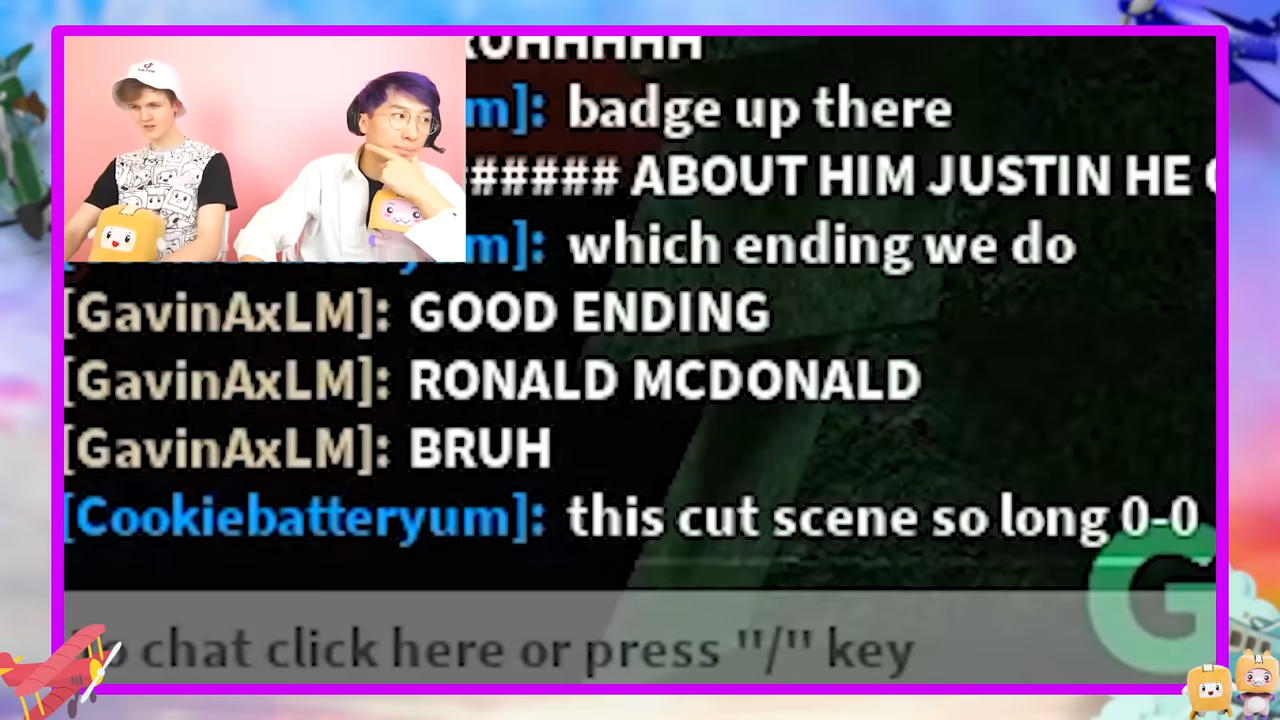 RUHHHHH
m]: badge up there
###### ABOUT HIM JUSTIN HE
m]: which ending we do
[GavinAxLM]: GOOD ENDING
[GavinAxLM]: RONALD MCDONALD
[GavinAxLM]: BRUH
[Cookiebatteryum]: this cut scene so long 0-0
chat click here or press "/" key
G